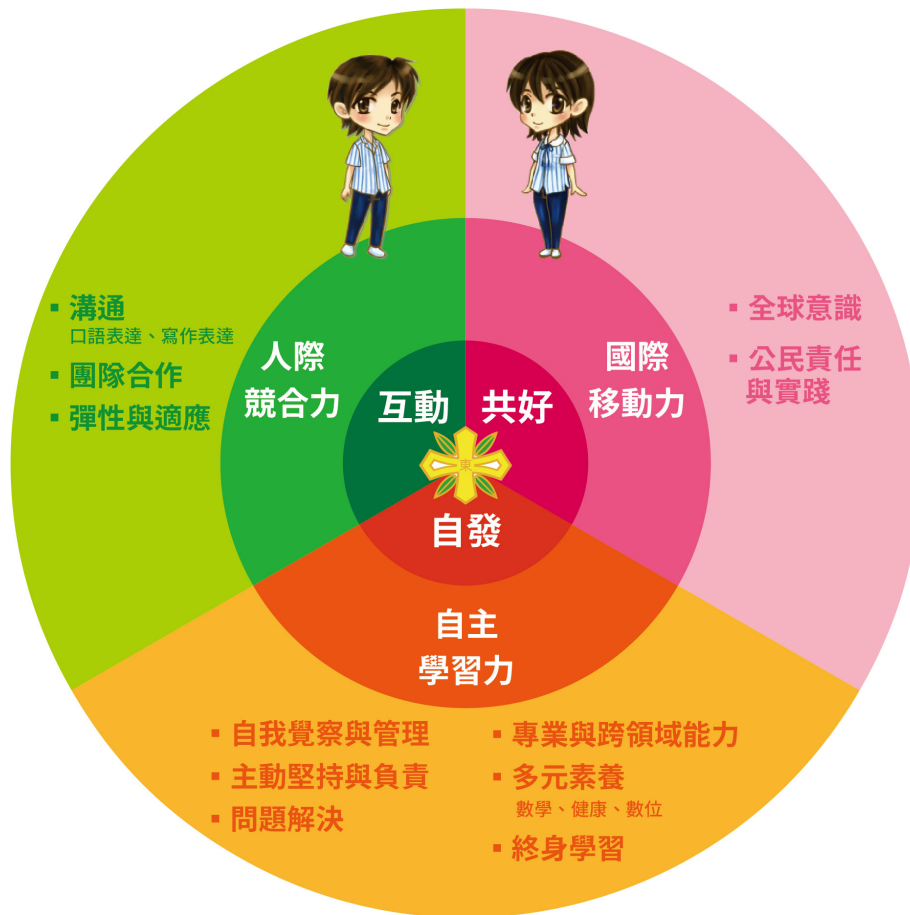 ▪ 溝通
口語表達、寫作表達
▪ 團隊合作
▪ 彈性與適應
人際
競合力
互動
共好
國際
移動力
▪ 全球意識
▪ 公民責任
與實踐
東
自發
自主
學習力
▪ 自我覺察與管理
▪ 主動堅持與負責
▪ 問題解決
▪ 專業與跨領域能力
▪ 多元素養
數學、健康、數位
▪ 終身學習